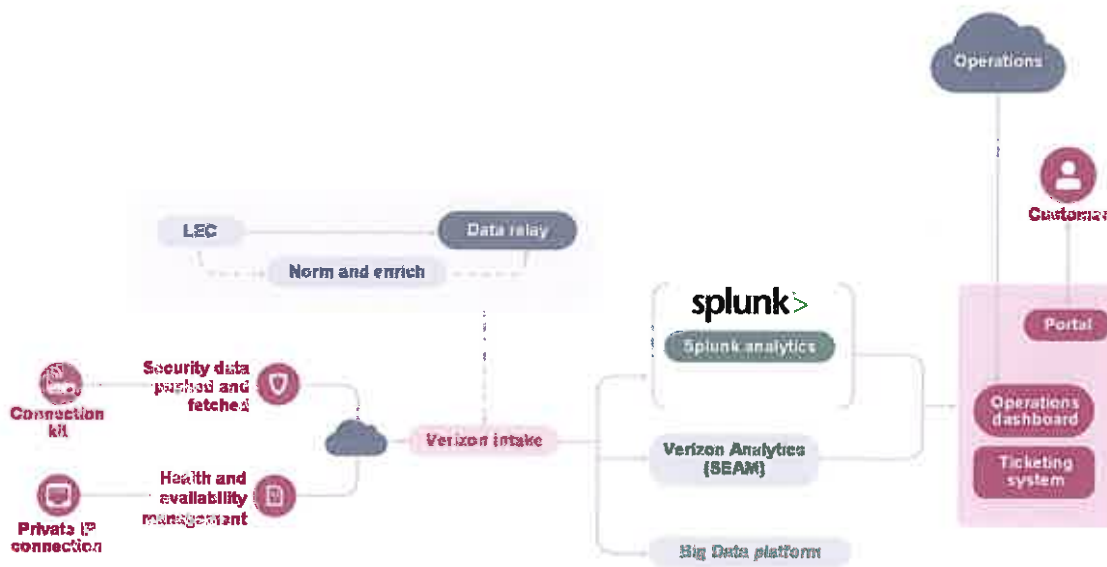 Operations
Customer
LEC
Data relay
Norm and enrich
splunk>
Splunk analytics
Portal
Security data
pushed and
fetched
Connection
kit
Verizon intake
Operations
dashboard
Verizon Analytics
(SEAM)
Ticketing
system
Health and
availability
management
Private IP
connection
Big Data platform